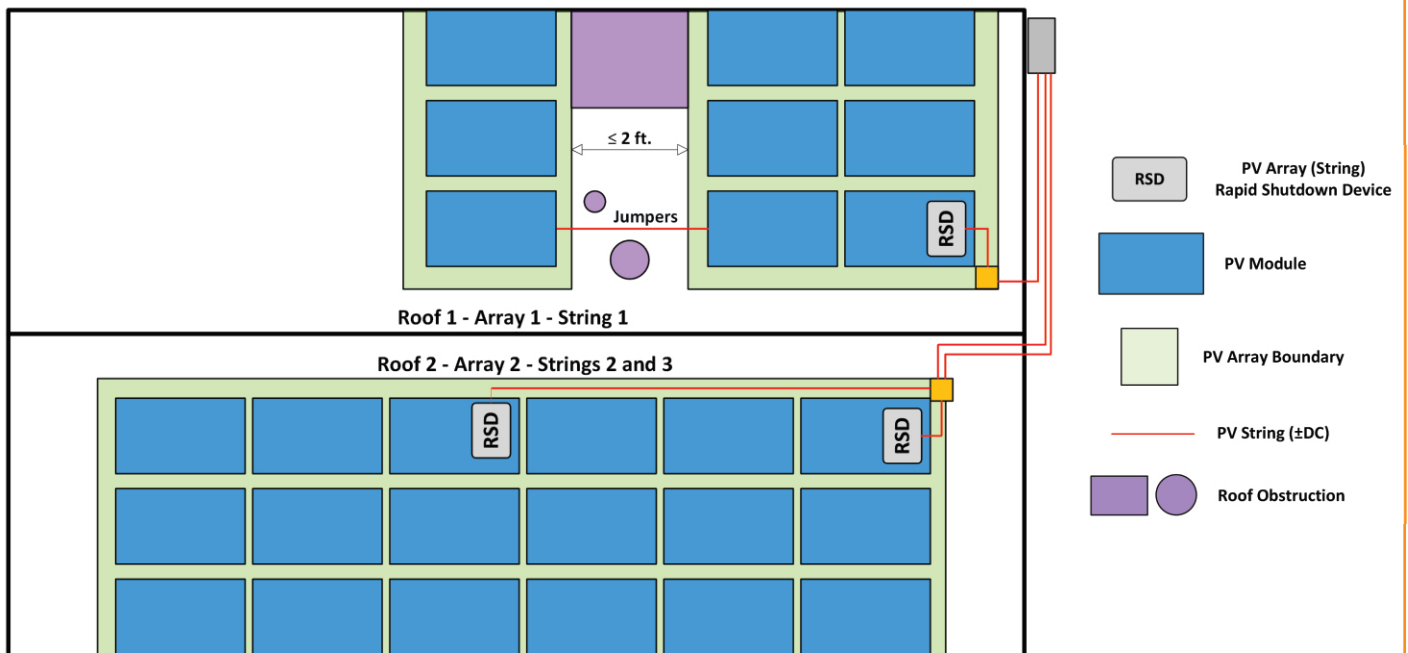 ≤ 2 ft.
Jumpers
RSD
Roof 1 - Array 1 - String 1
Roof 2 - Array 2 - Strings 2 and 3
RSD
RSD
RSD
PV Array (String)
Rapid Shutdown Device
PV Module
PV Array Boundary
PV String (±DC)
Roof Obstruction